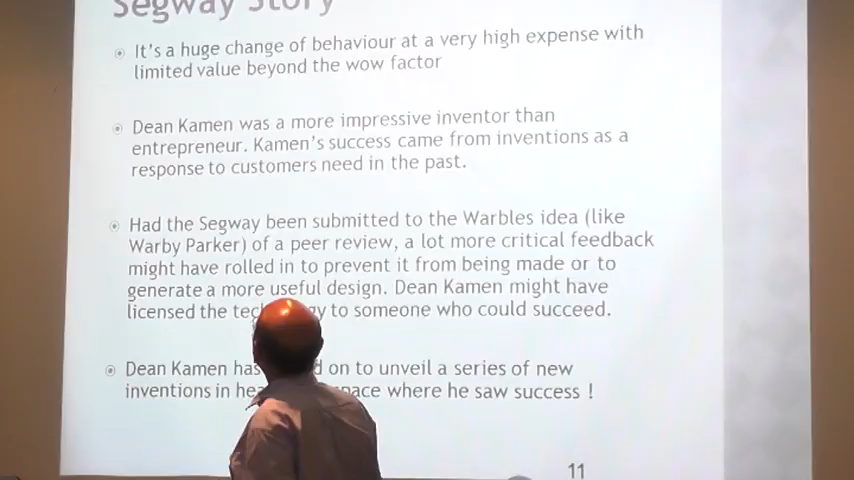 Segway Story
It's a huge change of behaviour at a very high expense with
limited value beyond the wow factor
Dean Kamen was a more impressive inventor than
entrepreneur. Kamen's success came from inventions as a
response to customers need in the past.
Had the Segway been submitted to the Warbles idea (like
Warby Parker) of a peer review, a lot more critical feedback
might have rolled in to prevent it from being made or to
generate a more useful design. Dean Kamen might have
licensed the to someone who could succeed.
Dean Kamen has on to unveil a series of new
inventions in where he saw success !
11